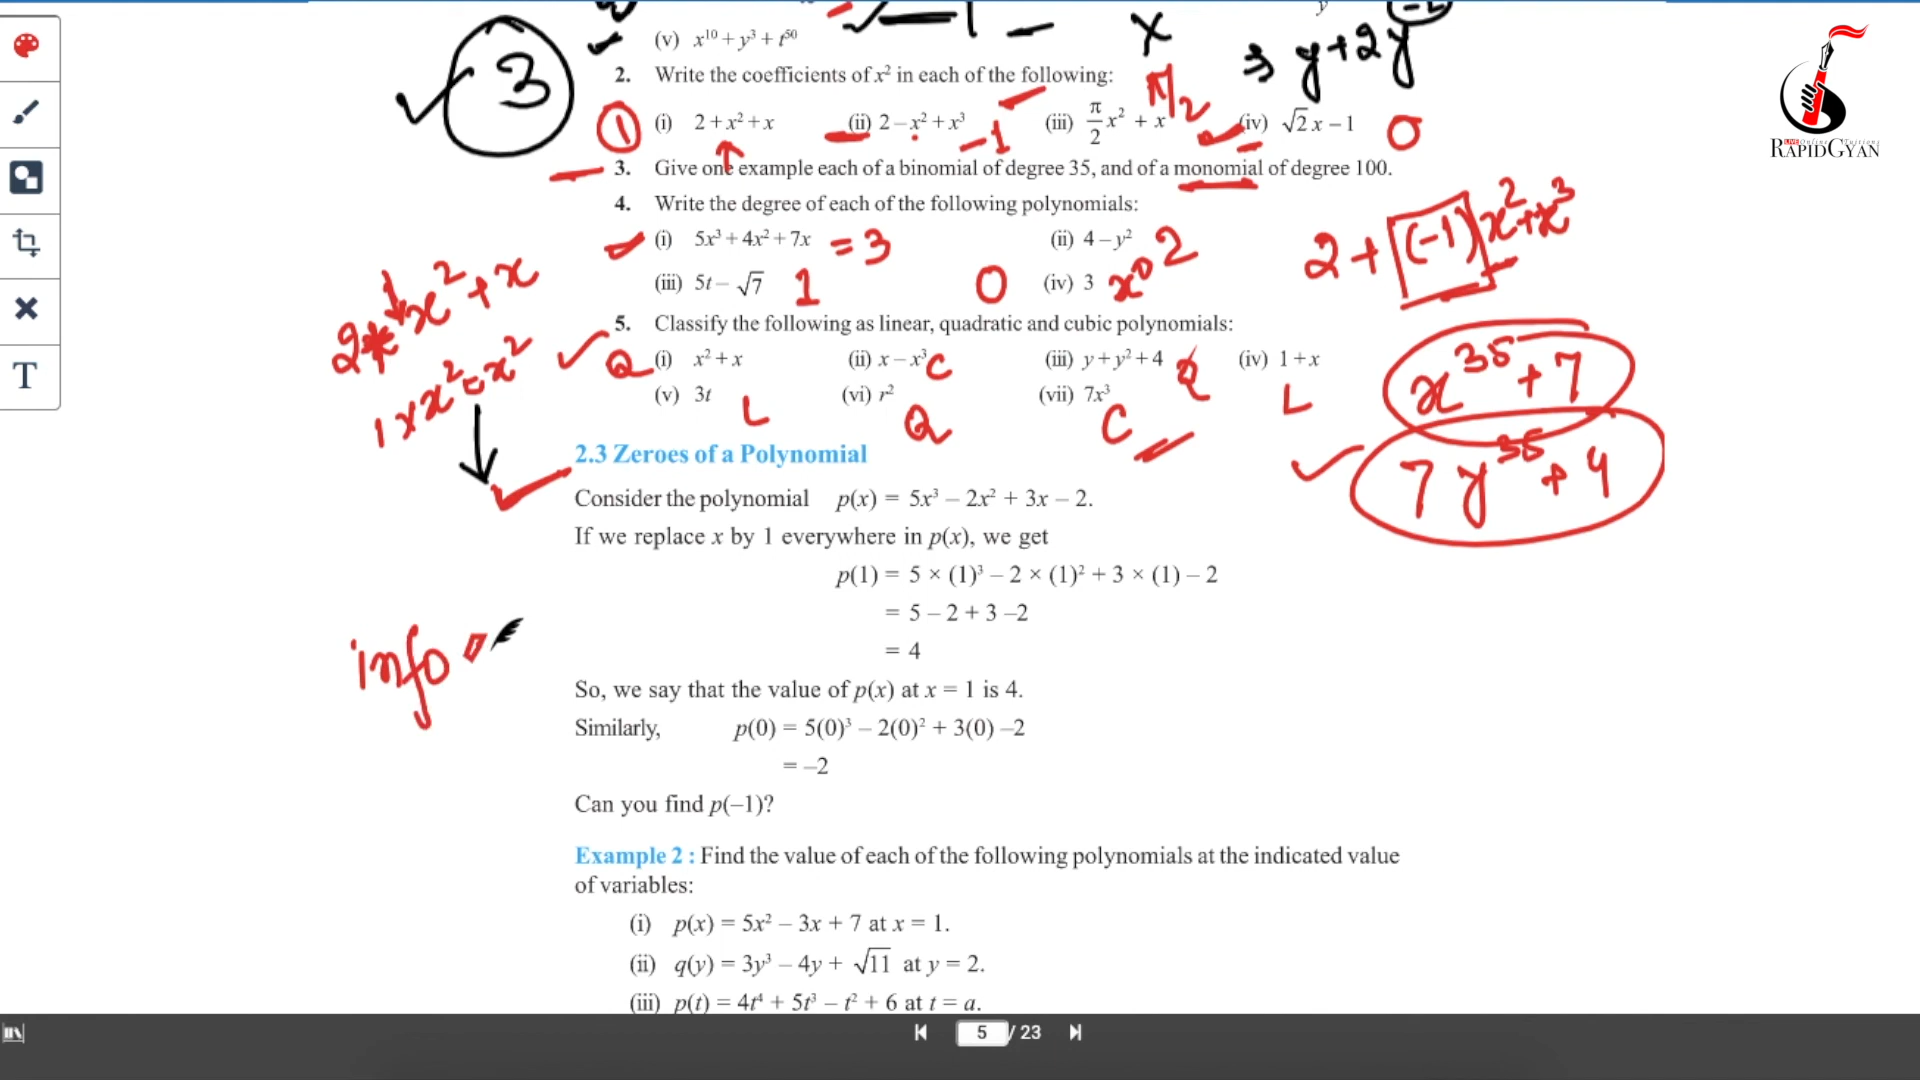 (v) x¹⁰ + y³ + t⁵⁰
x
⇒ y+2y
3
2. Write the coefficients of x² in each of the following:
π/2
1 (i) 2 + x² + x (ii) 2 – x² + x³ -1 (iii) π/2 x² + x (iv) √2 x – 1 0
RAPIDGYAN
3. Give one example each of a binomial of degree 35, and of a monomial of degree 100.
4. Write the degree of each of the following polynomials:
(i) 5x³ + 4x² + 7x = 3 (ii) 4 – y² 2
2+(-1)x²+x³
(iii) 5t – √7 1 0 (iv) 3 x⁰
x²+x
5. Classify the following as linear, quadratic and cubic polynomials:
Q (i) x² + x (ii) x – x³ C (iii) y + y² + 4 Q (iv) 1 + x
1×x²=x²
x³⁵+7
(v) 3t L (vi) r² Q (vii) 7x³ C L
2.3 Zeroes of a Polynomial
7y³⁵+4
Consider the polynomial p(x) = 5x³ – 2x² + 3x – 2.
If we replace x by 1 everywhere in p(x), we get
p(1) = 5 × (1)³ – 2 × (1)² + 3 × (1) – 2
= 5 – 2 + 3 –2
= 4
info
So, we say that the value of p(x) at x = 1 is 4.
Similarly, p(0) = 5(0)³ – 2(0)² + 3(0) –2
= –2
Can you find p(–1)?
Example 2 : Find the value of each of the following polynomials at the indicated value
of variables:
(i) p(x) = 5x² – 3x + 7 at x = 1.
(ii) q(y) = 3y³ – 4y + √11 at y = 2.
(iii) p(t) = 4t⁴ + 5t³ – t² + 6 at t = a.
5 / 23
T